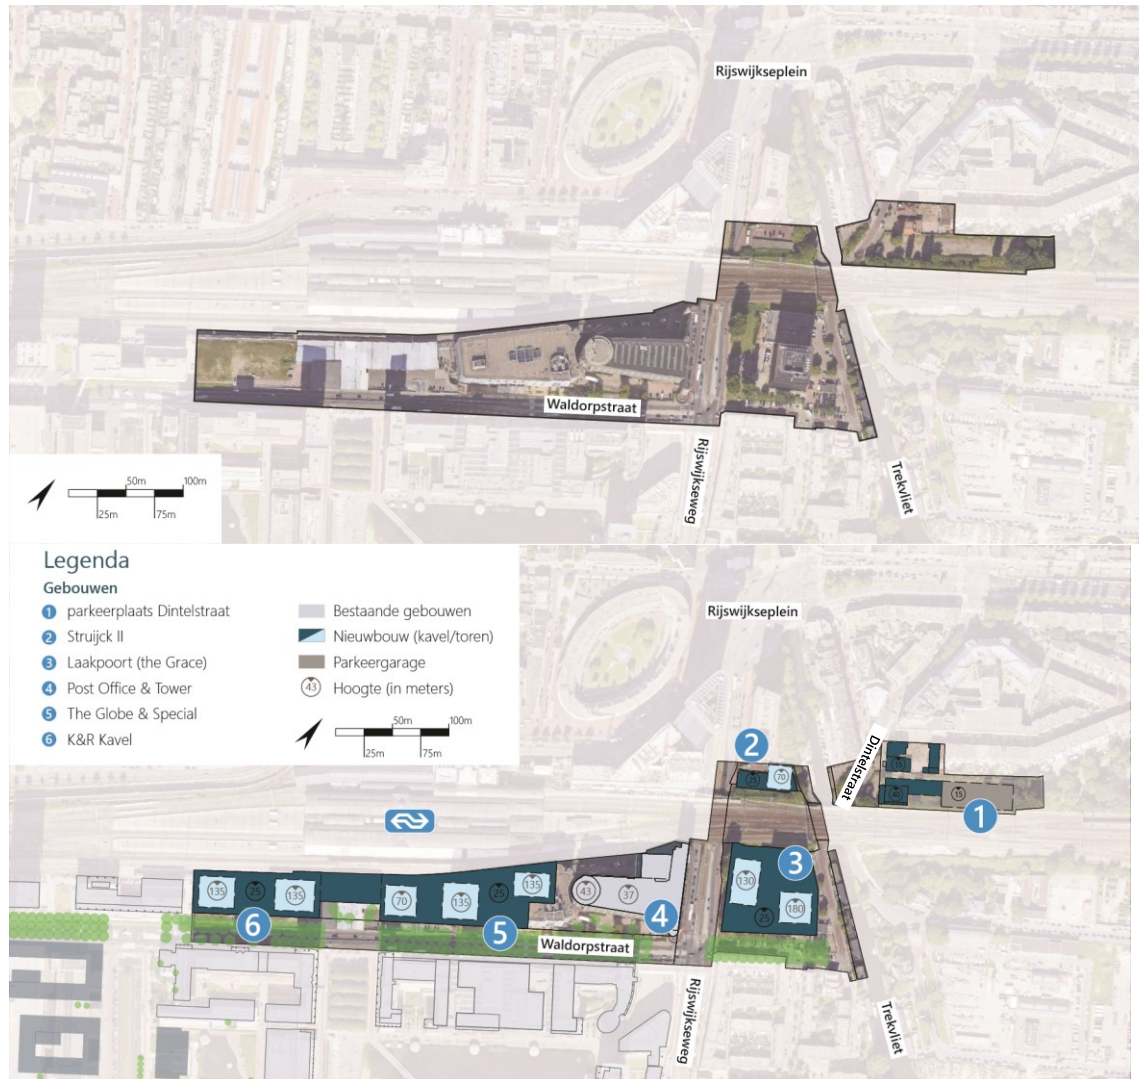 Rijswijkseplein
Waldorpstraat
Rijswijkseweg
Trekvliet
50m
100m
25m
75m
Legenda
Gebouwen
1 parkeerplaats Dintelstraat
2 Struijck II
3 Laakpoort (the Grace)
4 Post Office & Tower
5 The Globe & Special
6 K&R Kavel
Bestaande gebouwen
Nieuwbouw (kavel/toren)
Parkeergarage
43 Hoogte (in meters)
50m
100m
25m
75m
Rijswijkseplein
2
Dintelstraat
25
70
15
40
15
1
3
130
180
25
135
25
135
6
70
135
25
135
5
43
37
4
Waldorpstraat
Rijswijkseweg
Trekvliet